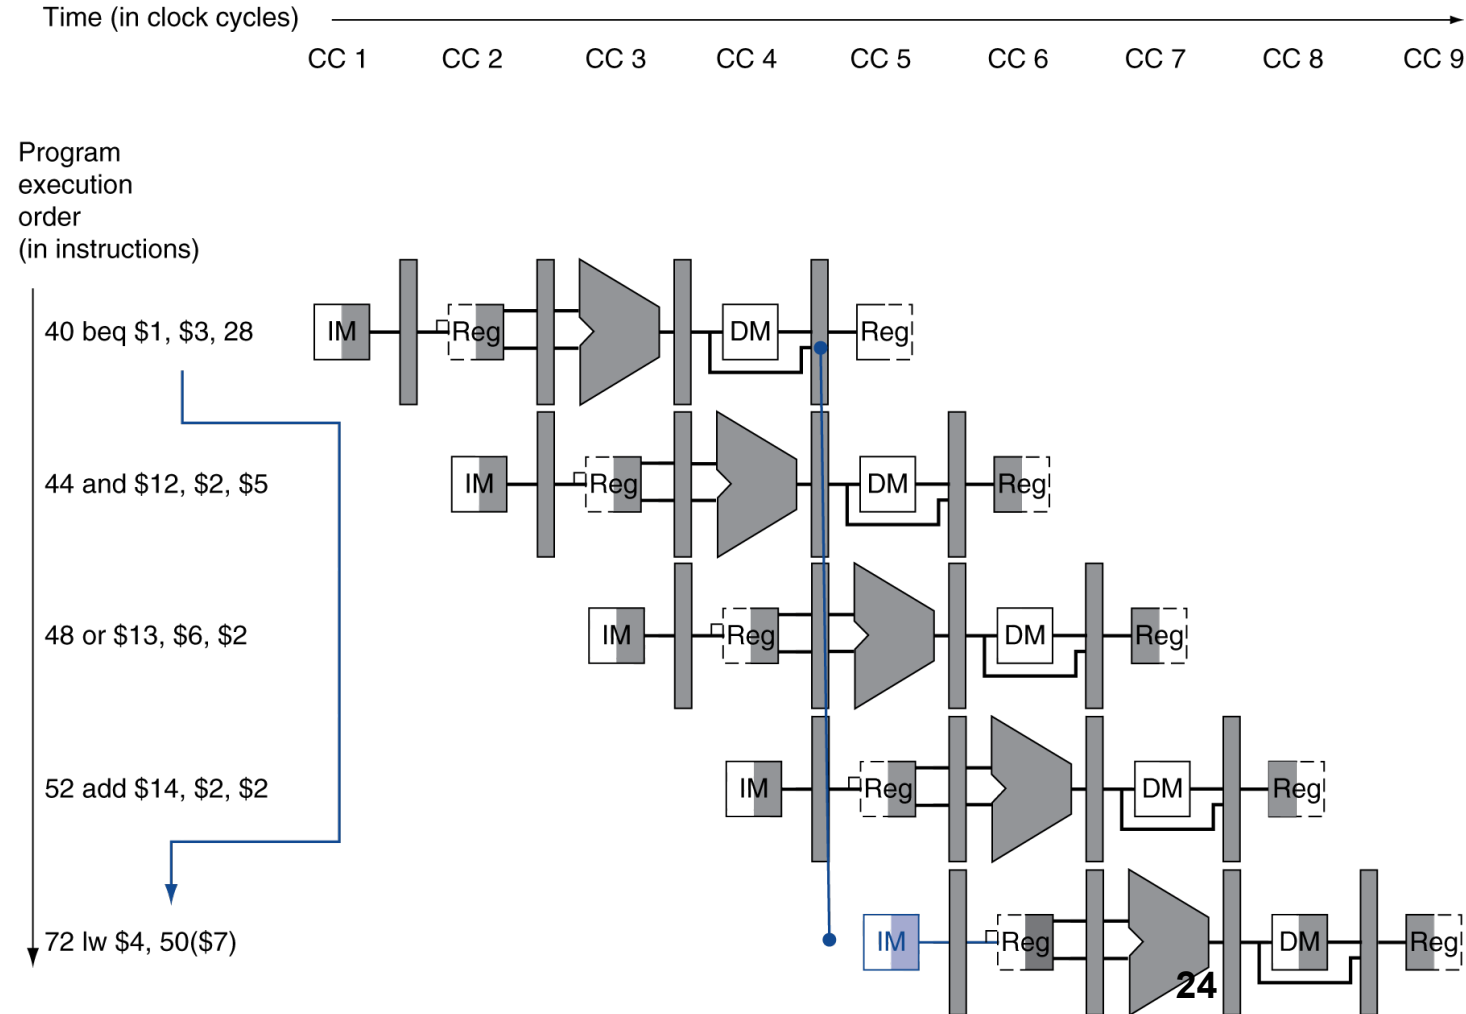 Time (in clock cycles)
CC 1 CC 2 CC 3 CC 4 CC 5 CC 6 CC 7 CC 8 CC 9
Program
execution
order
(in instructions)
40 beq $1, $3, 28 IM Reg DM Reg
44 and $12, $2, $5 IM Reg DM Reg
48 or $13, $6, $2 IM Reg DM Reg
52 add $14, $2, $2 IM Reg DM Reg
72 lw $4, 50($7) IM Reg DM Reg
24